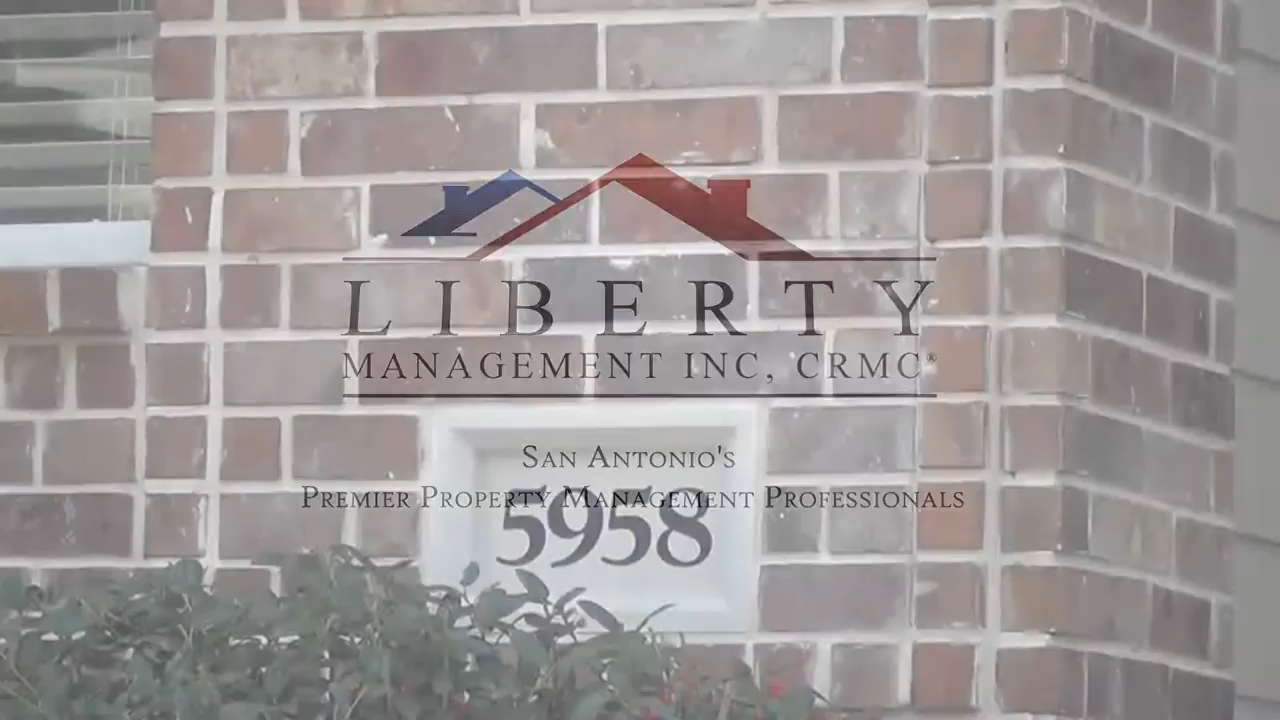 LIBERTY
MANAGEMENT INC, CRMC®
SAN ANTONIO'S
PREMIER PROPERTY MANAGEMENT PROFESSIONALS
5958